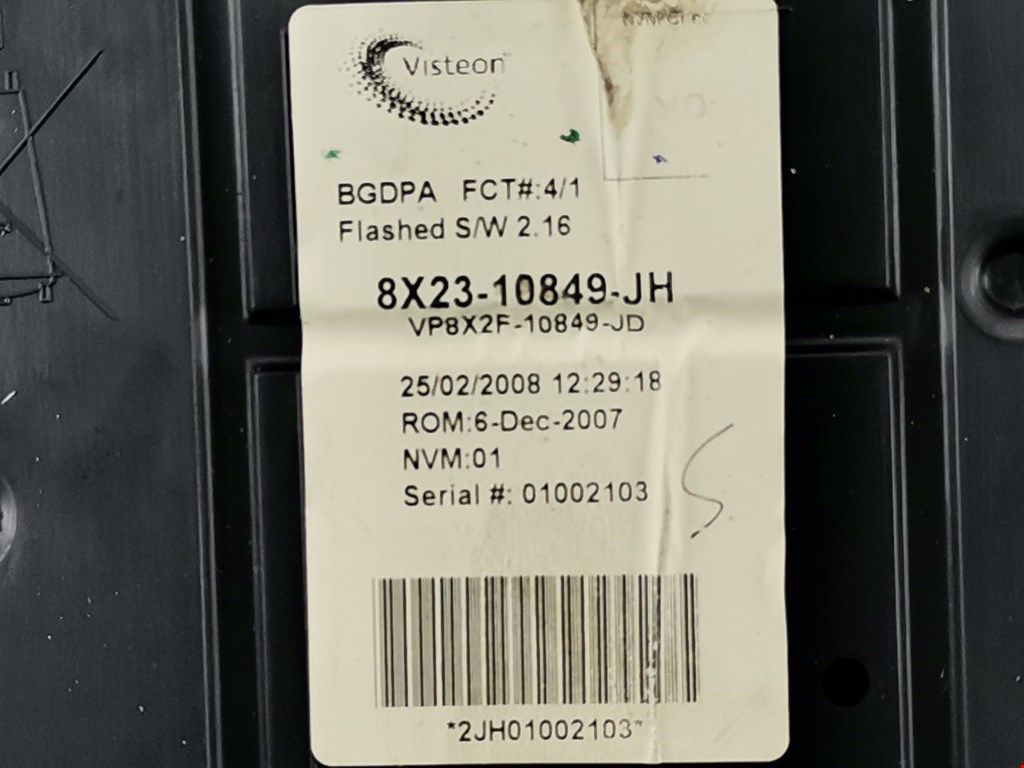 Visteon™
BGDPA FCT#:4/1
Flashed S/W 2.16
8X23-10849-JH
VP8X2F-10849-JD
25/02/2008 12:29:18
ROM:6-Dec-2007
NVM:01
Serial #: 01002103
*2JH01002103*